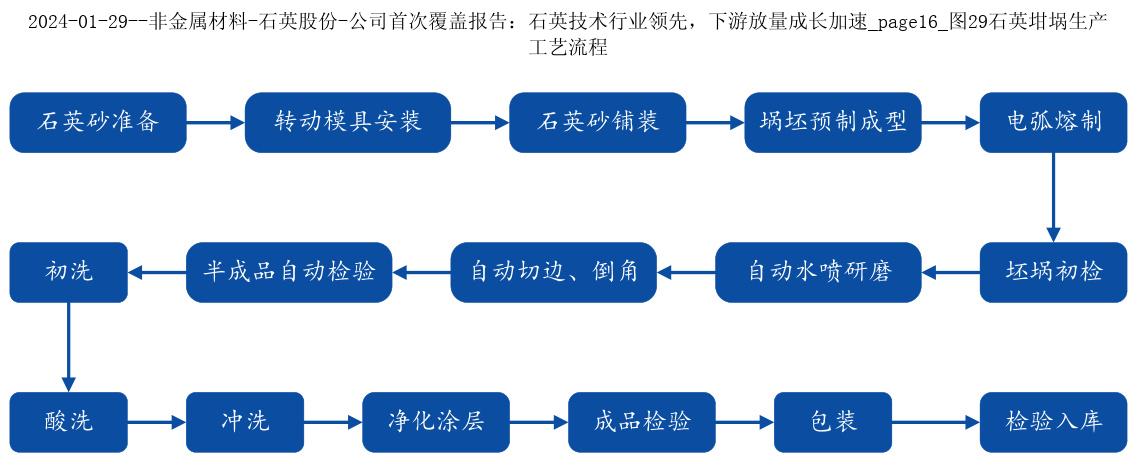 2024-01-29--非金属材料-石英股份-公司首次覆盖报告：石英技术行业领先，下游放量成长加速_page16_图29石英坩埚生产
工艺流程
石英砂准备
转动模具安装
石英砂铺装
埚坯预制成型
电弧熔制
初洗
半成品自动检验
自动切边、倒角
自动水喷研磨
坯埚初检
酸洗
冲洗
净化涂层
成品检验
包装
检验入库